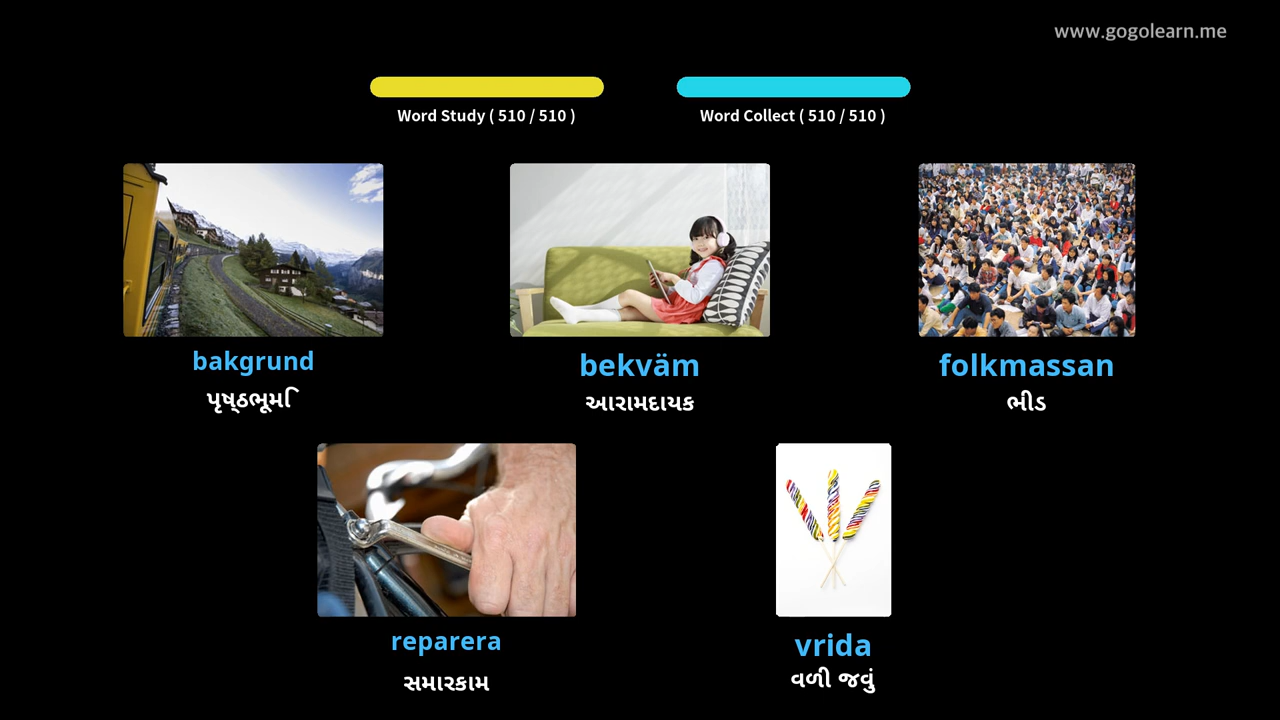 www.gogolearn.me
Word Study ( 510 / 510 )
Word Collect ( 510 / 510 )
bakgrund
પૃષ્ઠભૂમિ
bekväm
આરામદાયક
folkmassan
ભીડ
reparera
સમારકામ
vrida
વળી જવું